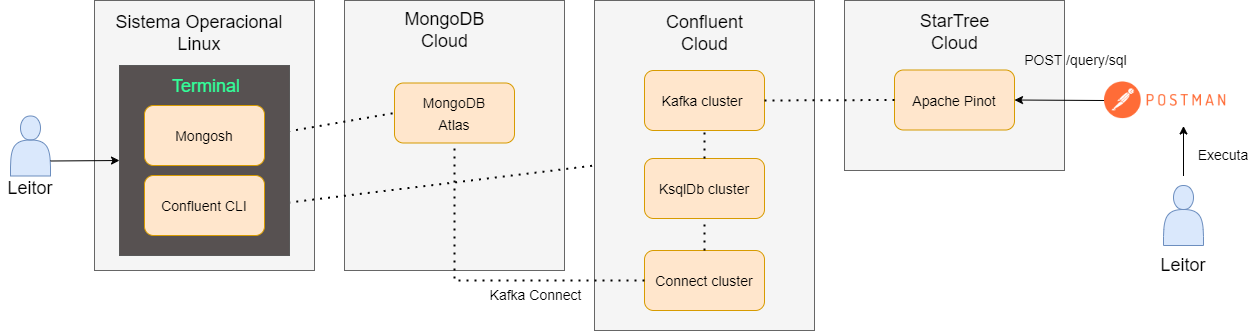 Sistema Operacional
Linux
Terminal
Mongosh
Confluent CLI
Leitor
MongoDB
Cloud
MongoDB
Atlas
Kafka Connect
Confluent
Cloud
Kafka cluster
KsqlDb cluster
Connect cluster
StarTree
Cloud
POST /query/sql
Apache Pinot
POSTMAN
Executa
Leitor